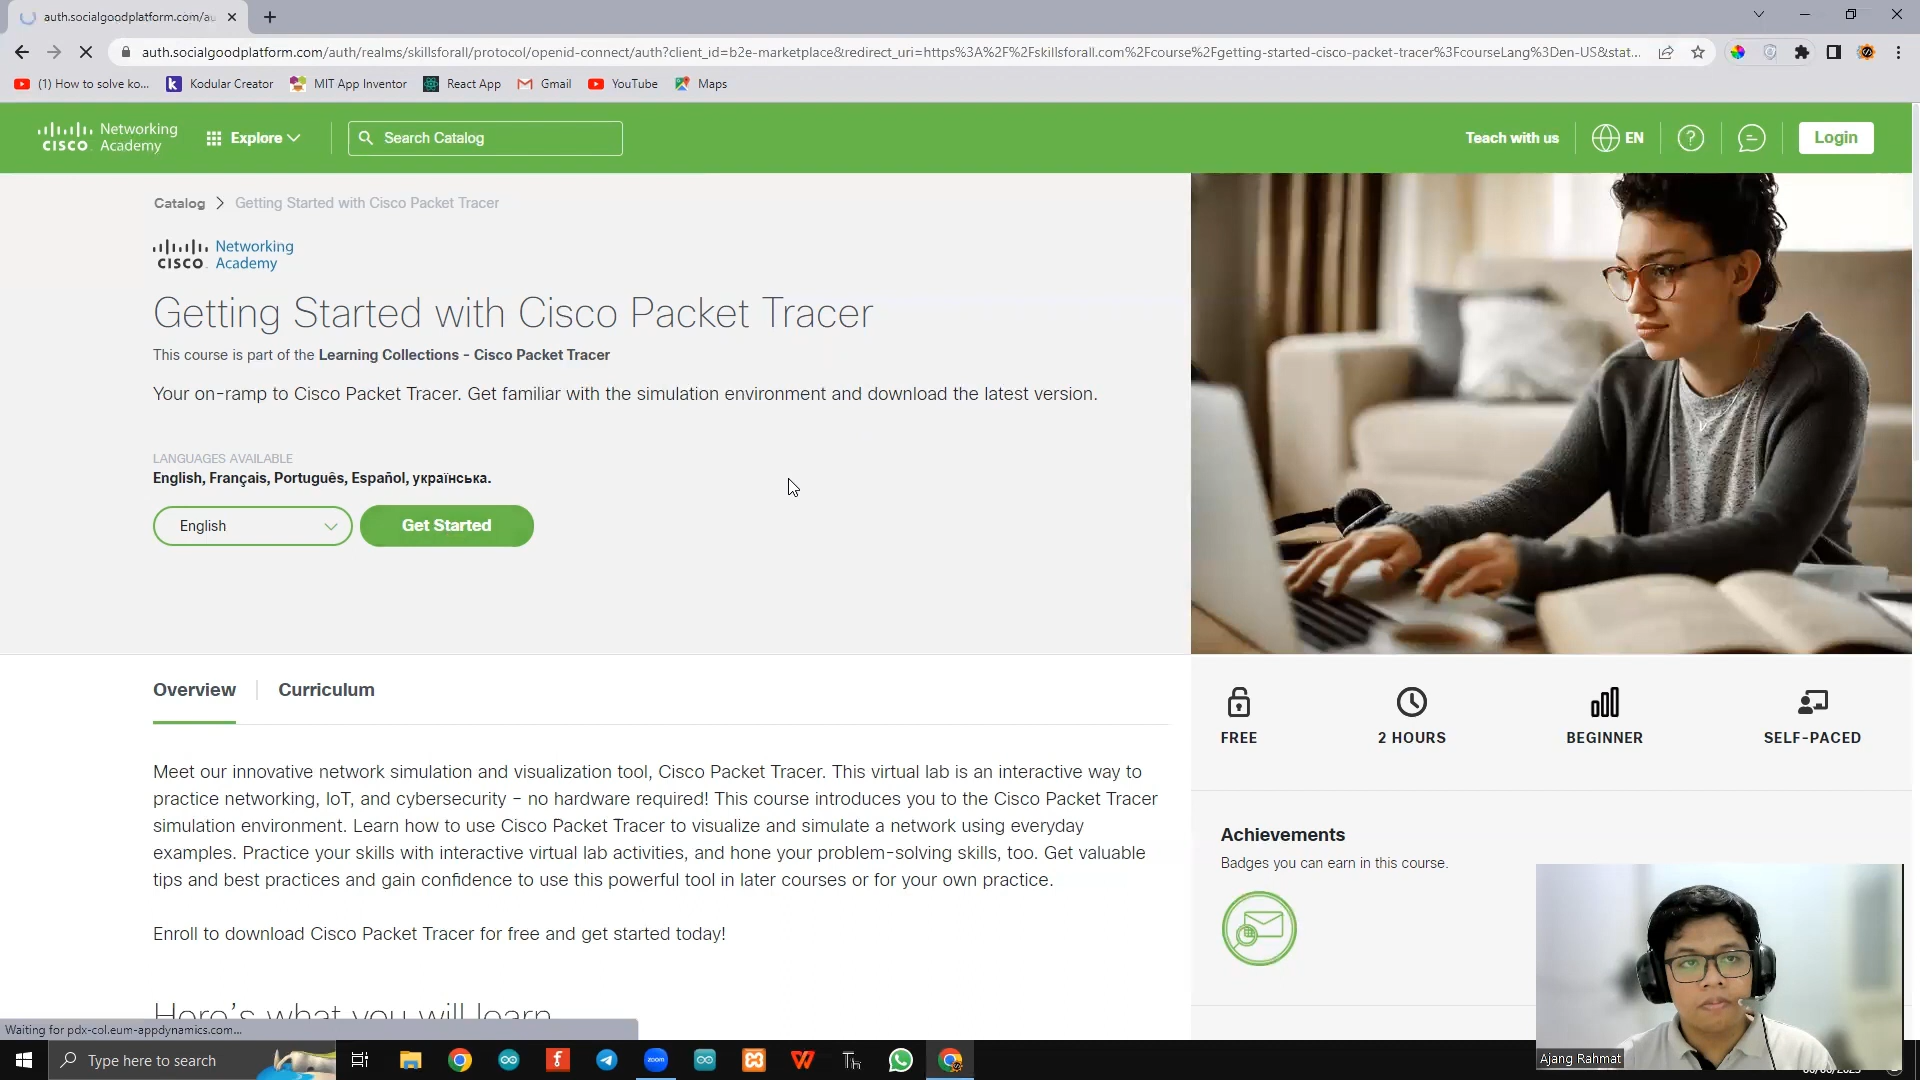 auth.socialgoodplatform.com/au
auth.socialgoodplatform.com/auth/realms/skillsforall/protocol/openid-connect/auth?client_id=b2e-marketplace&redirect_uri=https%3A%2F%2Fskillsforall.com%2Fcourse%2Fgetting-started-cisco-packet-tracer%3FcourseLang%3Den-US&stat...
(1) How to solve ko... Kodular Creator MIT App Inventor React App Gmail YouTube Maps
CISCO Networking Academy Explore Search Catalog Teach with us EN Login
Catalog > Getting Started with Cisco Packet Tracer
CISCO Networking Academy
Getting Started with Cisco Packet Tracer
This course is part of the Learning Collections - Cisco Packet Tracer
Your on-ramp to Cisco Packet Tracer. Get familiar with the simulation environment and download the latest version.
LANGUAGES AVAILABLE
English, Français, Português, Español, українська.
English Get Started
Overview Curriculum
FREE 2 HOURS BEGINNER SELF-PACED
Meet our innovative network simulation and visualization tool, Cisco Packet Tracer. This virtual lab is an interactive way to
practice networking, IoT, and cybersecurity – no hardware required! This course introduces you to the Cisco Packet Tracer
simulation environment. Learn how to use Cisco Packet Tracer to visualize and simulate a network using everyday
examples. Practice your skills with interactive virtual lab activities, and hone your problem-solving skills, too. Get valuable
tips and best practices and gain confidence to use this powerful tool in later courses or for your own practice.
Enroll to download Cisco Packet Tracer for free and get started today!
Here's what you will learn
Achievements
Badges you can earn in this course.
Waiting for pdx-col.eum-appdynamics.com...
Type here to search
zoom
Ajang Rahmat